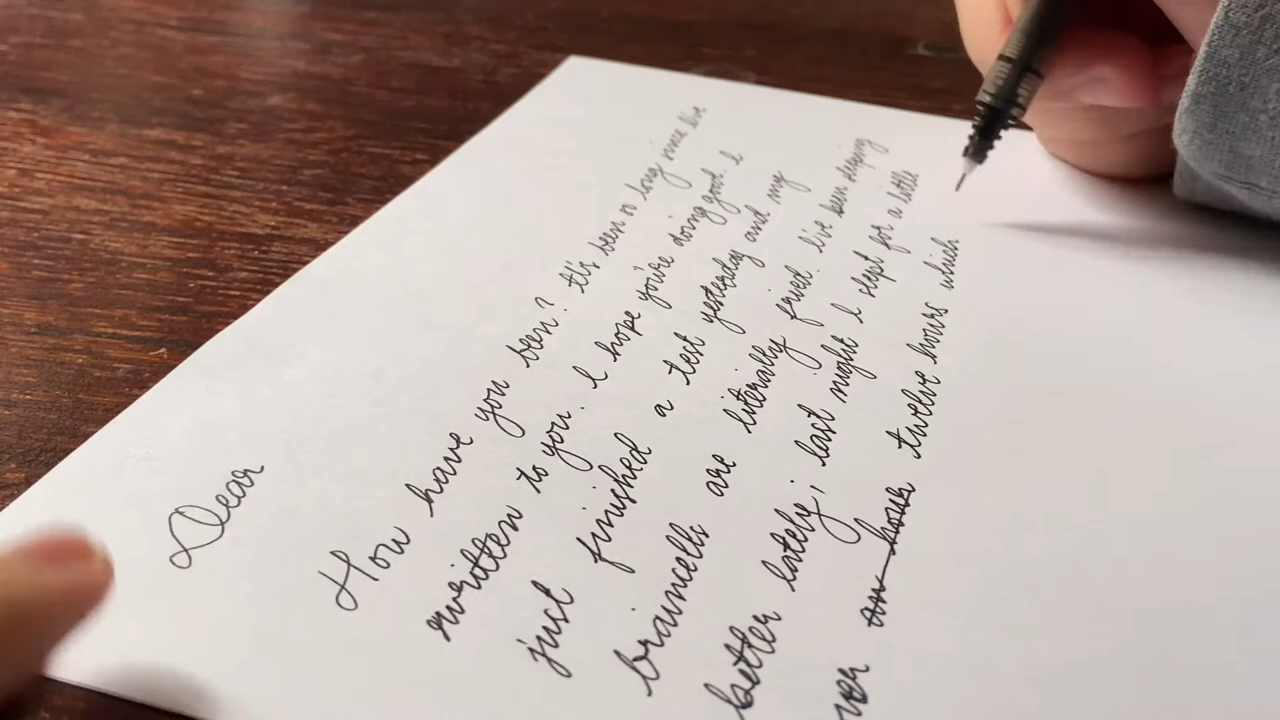 Dear
How have you been? It's been so long since I've
written to you. I hope you're doing good. I
just finished a test yesterday and my
braincells are literally fried. I've been sleeping
better lately; last night I slept for a little
over an hour twelve hours which